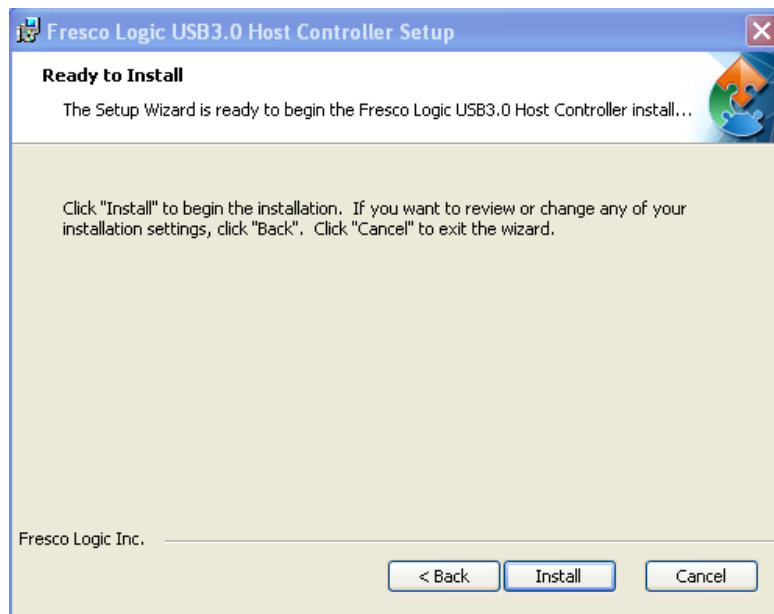 Fresco Logic USB3.0 Host Controller Setup
Ready to Install
The Setup Wizard is ready to begin the Fresco Logic USB3.0 Host Controller install...
Click "Install" to begin the installation.  If you want to review or change any of your
installation settings, click "Back".  Click "Cancel" to exit the wizard.
Fresco Logic Inc.
< Back
Install
Cancel